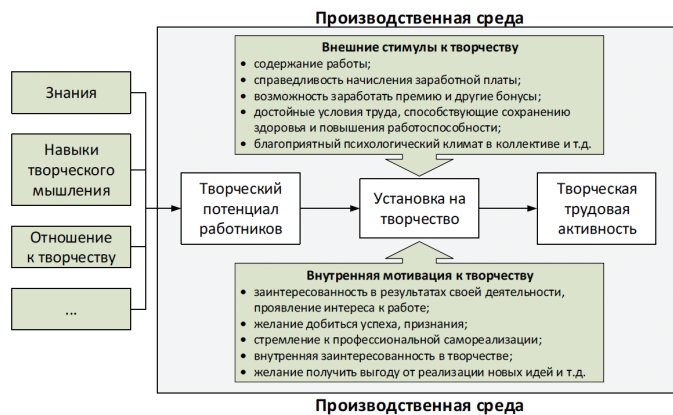 Производственная среда
Внешние стимулы к творчеству
• содержание работы;
• справедливость начисления заработной платы;
• возможность заработать премию и другие бонусы;
• достойные условия труда, способствующие сохранению
здоровья и повышения работоспособности;
• благоприятный психологический климат в коллективе и т.д.
Знания
Навыки
творческого
мышления
Отношение
к творчеству
...
Творческий
потенциал
работников
Установка на
творчество
Творческая
трудовая
активность
Внутренняя мотивация к творчеству
• заинтересованность в результатах своей деятельности,
проявление интереса к работе;
• желание добиться успеха, признания;
• стремление к профессиональной самореализации;
• внутренняя заинтересованность в творчестве;
• желание получить выгоду от реализации новых идей и т.д.
Производственная среда